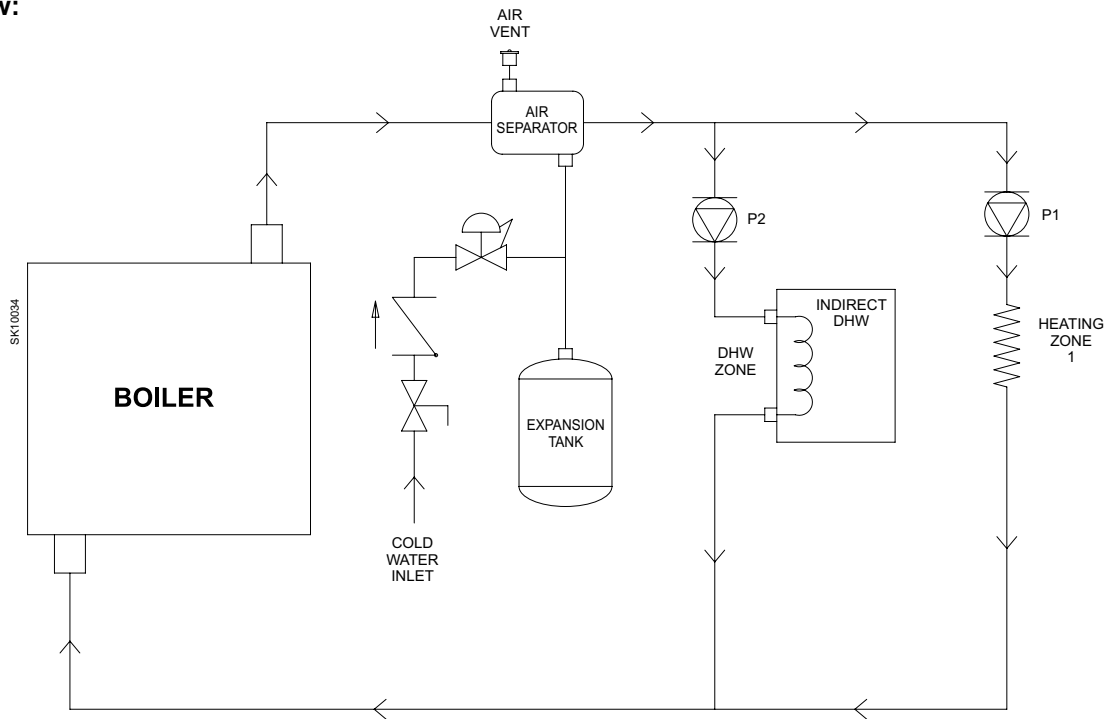 w:
AIR
VENT
AIR
SEPARATOR
P2
P1
SK10034
INDIRECT
DHW
HEATING
ZONE
1
DHW
ZONE
BOILER
EXPANSION
TANK
COLD
WATER
INLET